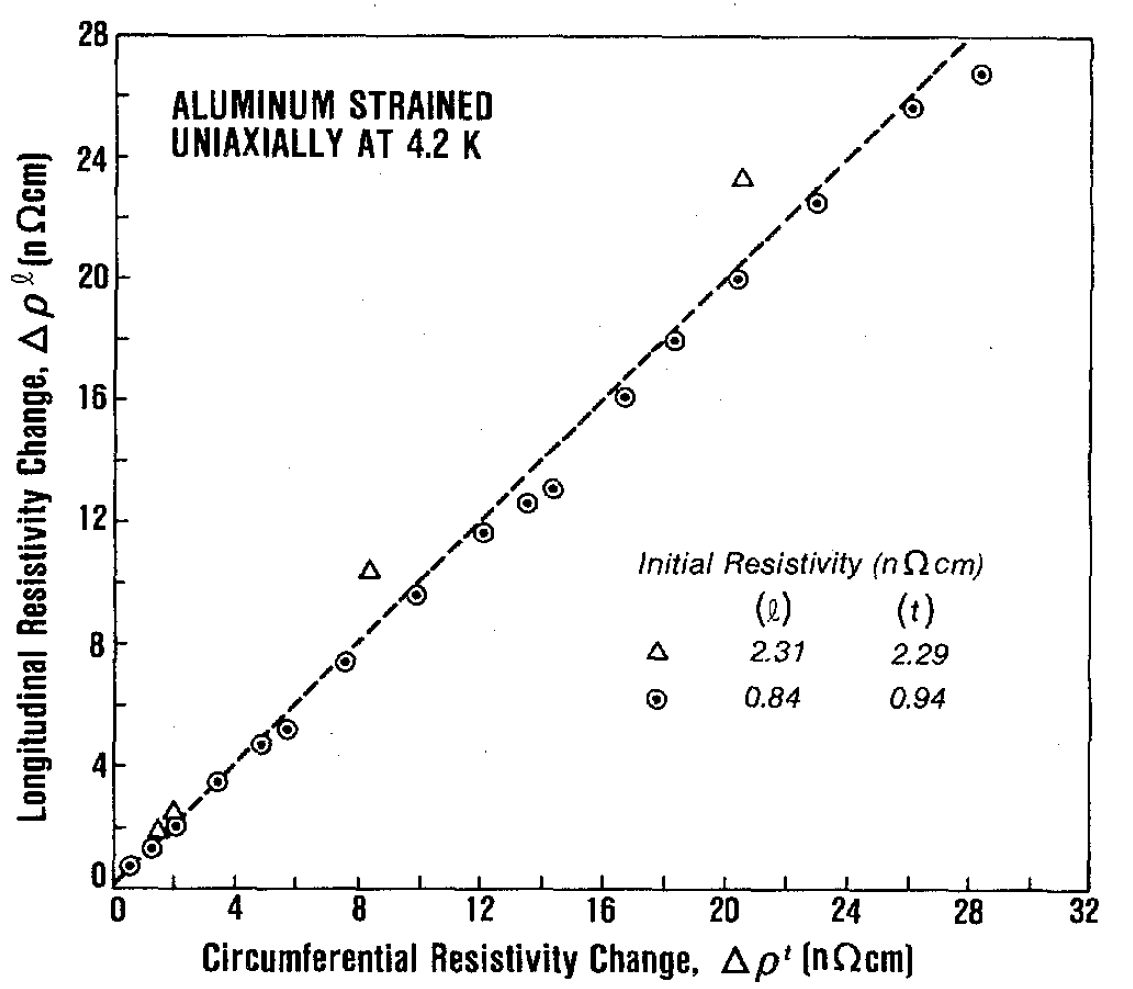 28
24
20
16
12
8
4
0
ALUMINUM STRAINED
UNIAXIALLY AT 4.2 K
Longitudinal Resistivity Change, Δρˡ (nΩcm)
Initial Resistivity (nΩcm)
(ℓ) (t)
△ 2.31 2.29
⊙ 0.84 0.94
0 4 8 12 16 20 24 28 32
Circumferential Resistivity Change, Δρᵗ (nΩcm)